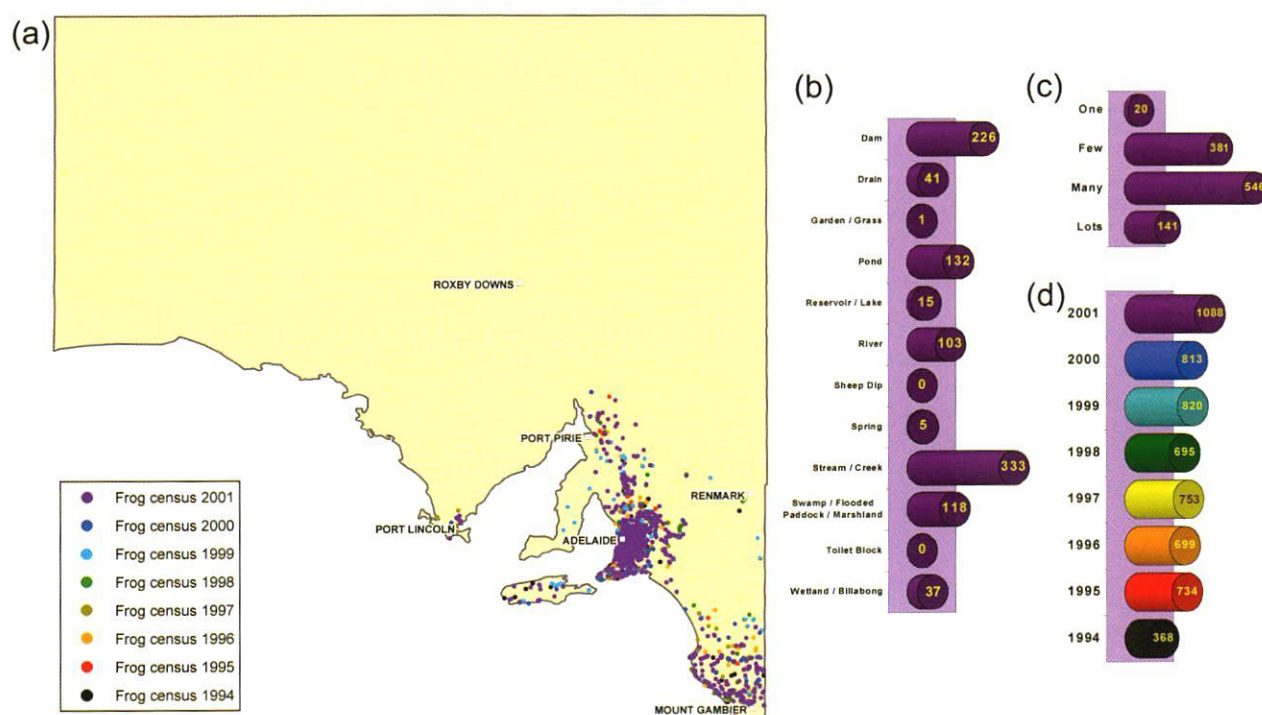 (a)
ROXBY DOWNS
PORT PIRIE
RENMARK
PORT LINCOLN
ADELAIDE
MOUNT GAMBIER
Frog census 2001
Frog census 2000
Frog census 1999
Frog census 1998
Frog census 1997
Frog census 1996
Frog census 1995
Frog census 1994
(b)
Dam 226
Drain 41
Garden / Grass 1
Pond 132
Reservoir / Lake 15
River 103
Sheep Dip 0
Spring 5
Stream / Creek 333
Swamp / Flooded
Paddock / Marshland 118
Toilet Block 0
Wetland / Billabong 37
(c)
One 20
Few 381
Many 546
Lots 141
(d)
2001 1088
2000 813
1999 820
1998 695
1997 753
1996 699
1995 734
1994 368